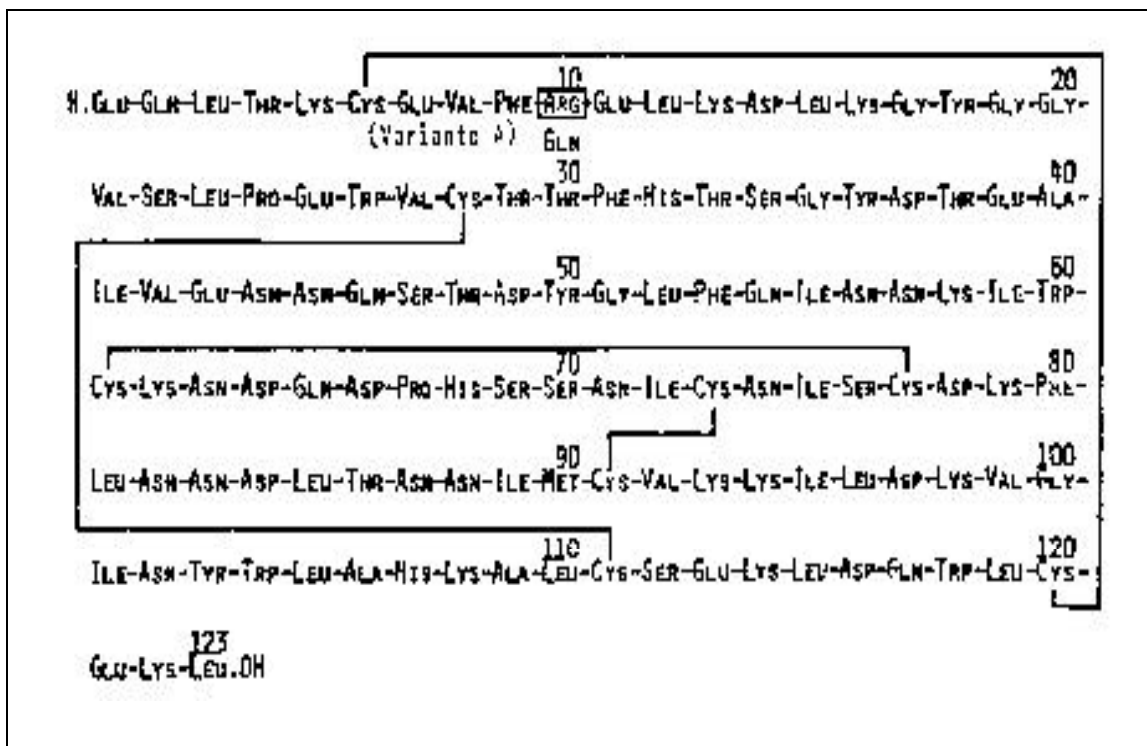 10 20
H.GLU-GLN-LEU-THR-LYS-CYS-GLU-VAL-PHE-ARG-GLU-LEU-LYS-ASP-LEU-LYS-GLY-TYR-GLY-GLY-
(Variante A) GLN
30 40
VAL-SER-LEU-PRO-GLU-TRP-VAL-CYS-THR-THR-PHE-HIS-THR-SER-GLY-TYR-ASP-THR-GLU-ALA-
50 60
ILE-VAL-GLU-ASN-ASN-GLN-SER-THR-ASP-TYR-GLY-LEU-PHE-GLN-ILE-ASN-ASN-LYS-ILE-TRP-
70 80
CYS-LYS-ASN-ASP-GLN-ASP-PRO-HIS-SER-SER-ASN-ILE-CYS-ASN-ILE-SER-CYS-ASP-LYS-PHE-
90 100
LEU-ASN-ASN-ASP-LEU-THR-ASN-ASN-ILE-MET-CYS-VAL-CYS-LYS-ILE-LEU-ASP-LYS-VAL-GLY-
110 120
ILE-ASN-TYR-TRP-LEU-ALA-HIS-LYS-ALA-LEU-CYS-SER-GLU-LYS-LEU-ASP-GLN-TRP-LEU-CYS-
123
GLU-LYS-LEU.OH